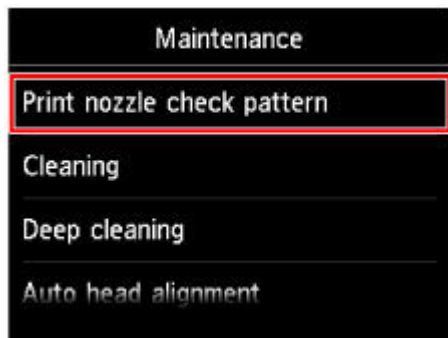 Maintenance
Print nozzle check pattern
Cleaning
Deep cleaning
Auto head alignment